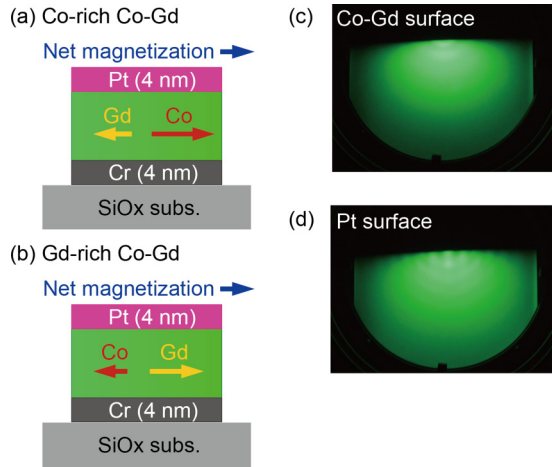 (a) Co-rich Co-Gd
Net magnetization
Pt (4 nm)
Gd Co
Cr (4 nm)
SiOx subs.
(b) Gd-rich Co-Gd
Net magnetization
Pt (4 nm)
Co Gd
Cr (4 nm)
SiOx subs.
(c)
Co-Gd surface
(d)
Pt surface